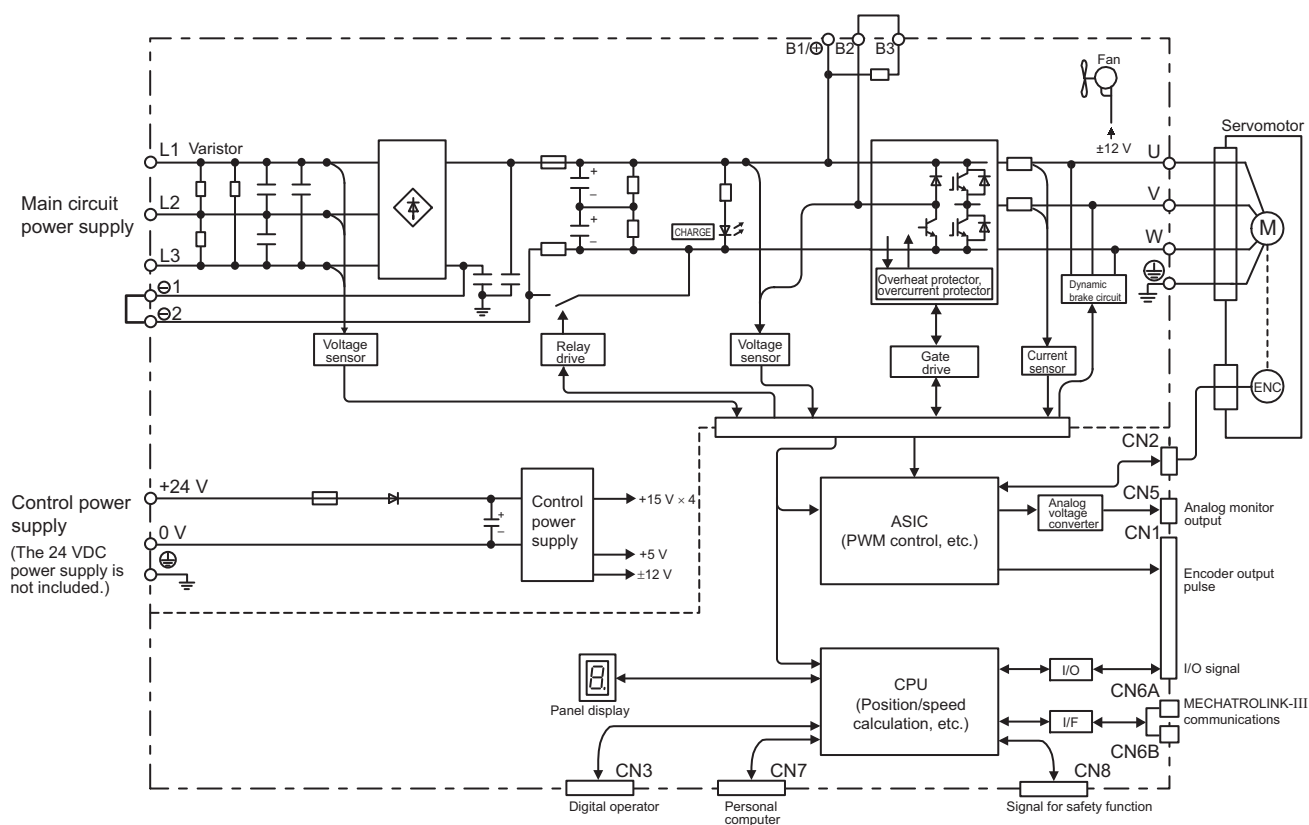 B1/⊕
B2
B3
Fan
±12 V
Servomotor
L1
Varistor
U
Main circuit
power supply
L2
V
CHARGE
W
M
L3
⊖1
⊖2
Overheat protector,
overcurrent protector
Dynamic
brake circuit
Voltage
sensor
Relay
drive
Voltage
sensor
Gate
drive
Current
sensor
ENC
CN2
Control power
supply
(The 24 VDC
power supply is
not included.)
+24 V
0 V
+
–
+
–
+
–
Control
power
supply
+15 V × 4
+5 V
±12 V
ASIC
(PWM control, etc.)
Analog
voltage
converter
CN5
Analog monitor
output
CN1
Encoder output
pulse
8.
Panel display
CPU
(Position/speed
calculation, etc.)
I/O
I/O signal
CN6A
I/F
MECHATROLINK-III
communications
CN6B
CN3
Digital operator
CN7
Personal
computer
CN8
Signal for safety function